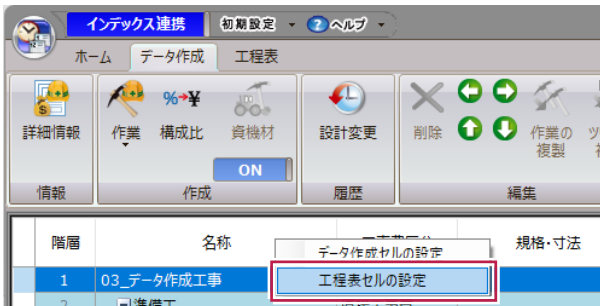 インデックス連携 初期設定 ヘルプ
ホーム データ作成 工程表
詳細情報 作業 構成比 資機材 設計変更 削除 作業の
複製
ON
情報 作成 履歴 編集
階層 名称 規格・寸法
データ作成セルの設定
1 03_データ作成工事 工程表セルの設定
準備工